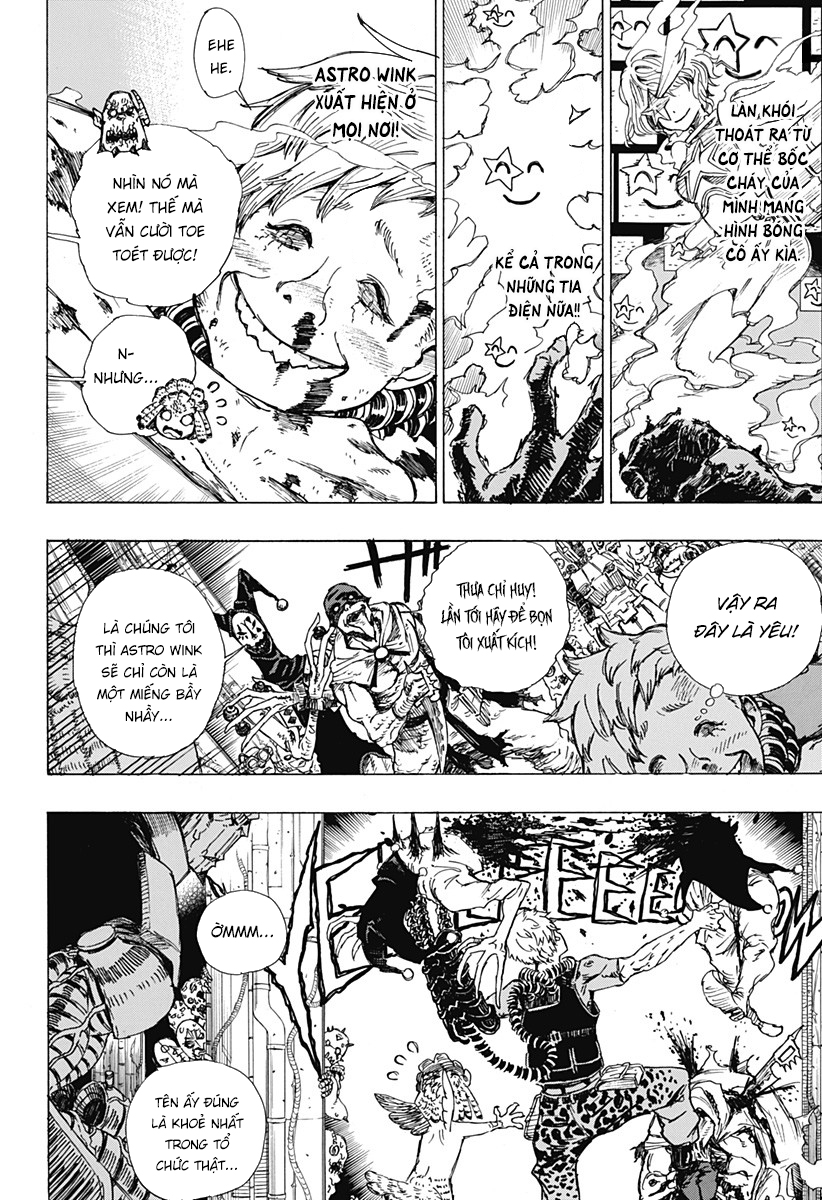 LÀN KHÓI
THOÁT RA TỪ
CƠ THỂ BỐC
CHÁY CỦA
MÌNH MANG
HÌNH BÓNG
CÔ ẤY KÌA.
KỂ CẢ TRONG
NHỮNG TIA
ĐIỆN NỮA!!
ASTRO WINK
XUẤT HIỆN Ở
MỌI NƠI!
EHE
HE.
NHÌN NÓ MÀ
XEM! THẾ MÀ
VẪN CƯỜI TOE
TOÉT ĐƯỢC!
N-
NHƯNG...
VẬY RA
ĐÂY LÀ YÊU!
THƯA CHỈ HUY!
LẦN TỚI HÃY ĐỂ BỌN
TÔI XUẤT KÍCH!
LÀ CHÚNG TÔI
THÌ ASTRO WINK
SẼ CHỈ CÒN LÀ
MỘT MIẾNG BẦY
NHẦY...
ỜMMM...
TÊN ẤY ĐÚNG
LÀ KHOẺ NHẤT
TRONG TỔ
CHỨC THẬT...